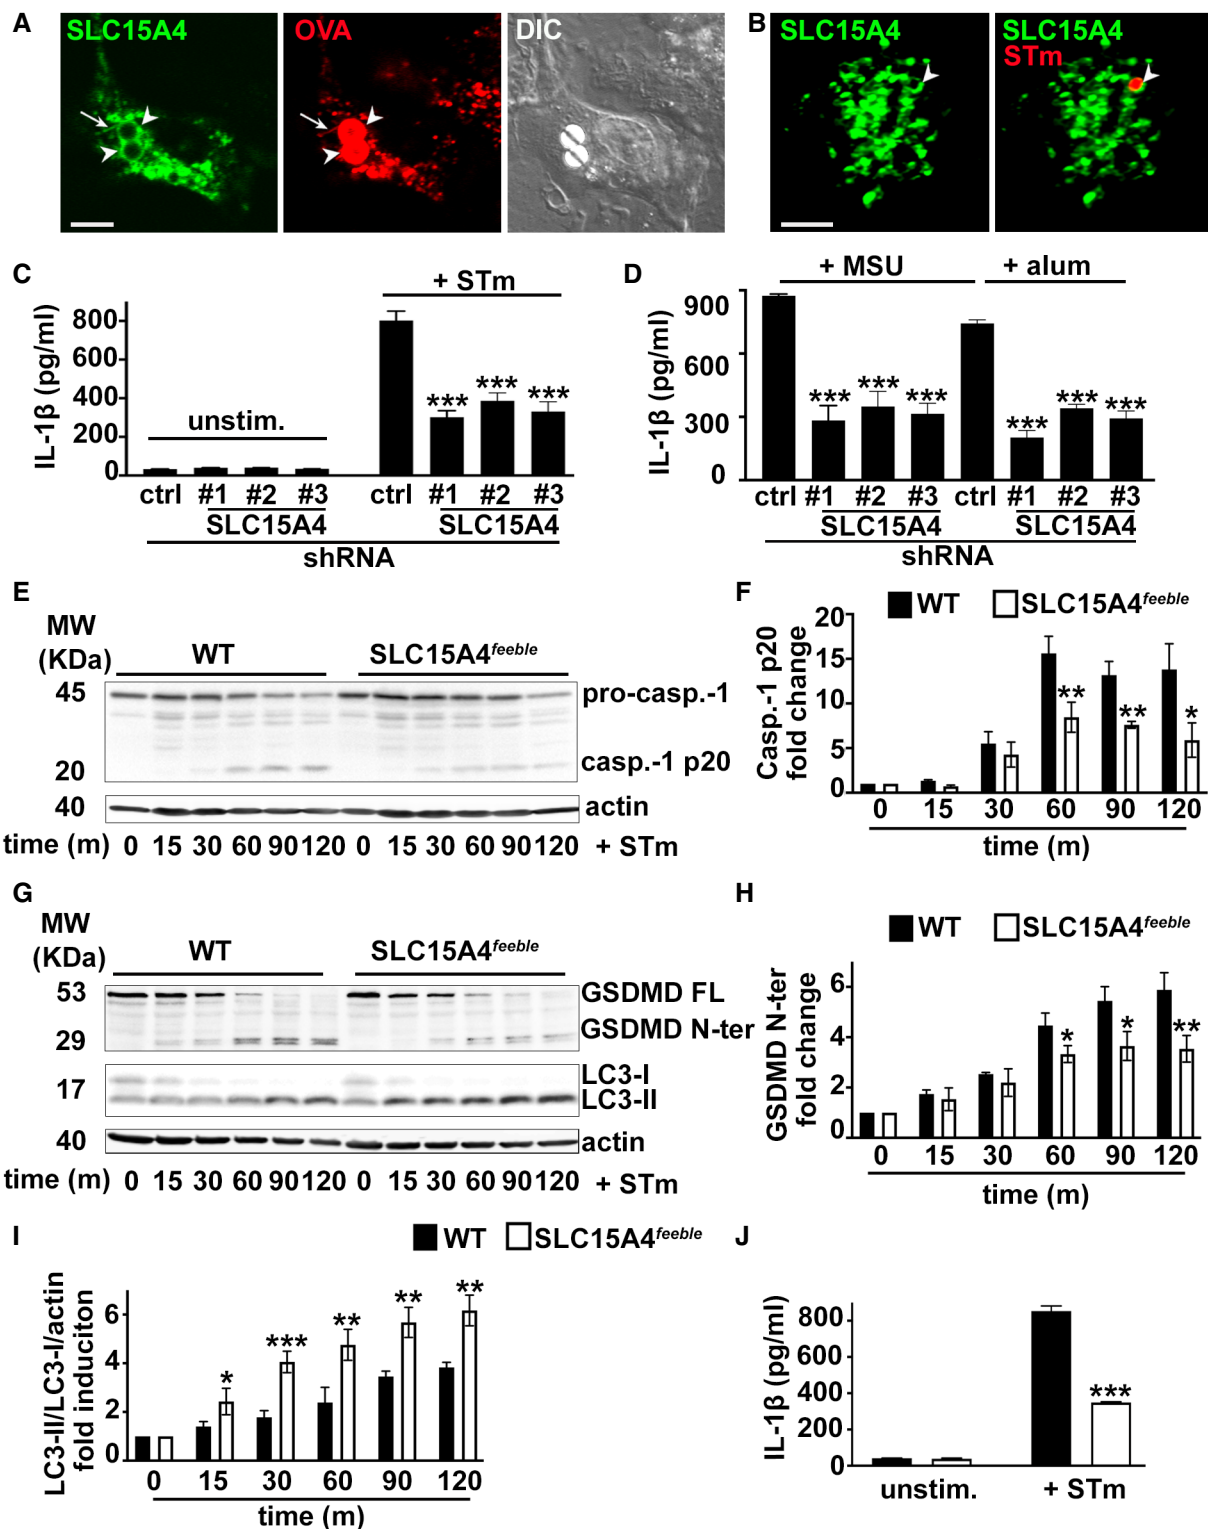 A
SLC15A4
OVA
DIC
B
SLC15A4
SLC15A4
STm
C
+ STm
IL-1β (pg/ml)
800
600
400
200
0
unstim.
***
***
***
ctrl #1 #2 #3 ctrl #1 #2 #3
SLC15A4 SLC15A4
shRNA
D
+ MSU + alum
IL-1β (pg/ml)
900
600
300
0
***
***
***
***
***
***
ctrl #1 #2 #3 ctrl #1 #2 #3
SLC15A4 SLC15A4
shRNA
E
MW
(KDa)
WT SLC15A4feeble
45
pro-casp.-1
casp.-1 p20
20
40
actin
time (m) 0 15 30 60 90 120 0 15 30 60 90 120 + STm
F
WT SLC15A4feeble
Casp.-1 p20
fold change
20
15
10
5
0
**
**
*
0 15 30 60 90 120
time (m)
G
MW
(KDa)
WT SLC15A4feeble
53
GSDMD FL
GSDMD N-ter
29
LC3-I
17
LC3-II
40
actin
time (m) 0 15 30 60 90 120 0 15 30 60 90 120 + STm
H
WT SLC15A4feeble
GSDMD N-ter
fold change
6
4
2
0
*
*
**
0 15 30 60 90 120
time (m)
I
WT SLC15A4feeble
LC3-II/LC3-I/actin
fold induciton
6
4
2
0
*
***
**
**
**
0 15 30 60 90 120
time (m)
J
IL-1β (pg/ml)
800
600
400
200
0
***
unstim. + STm